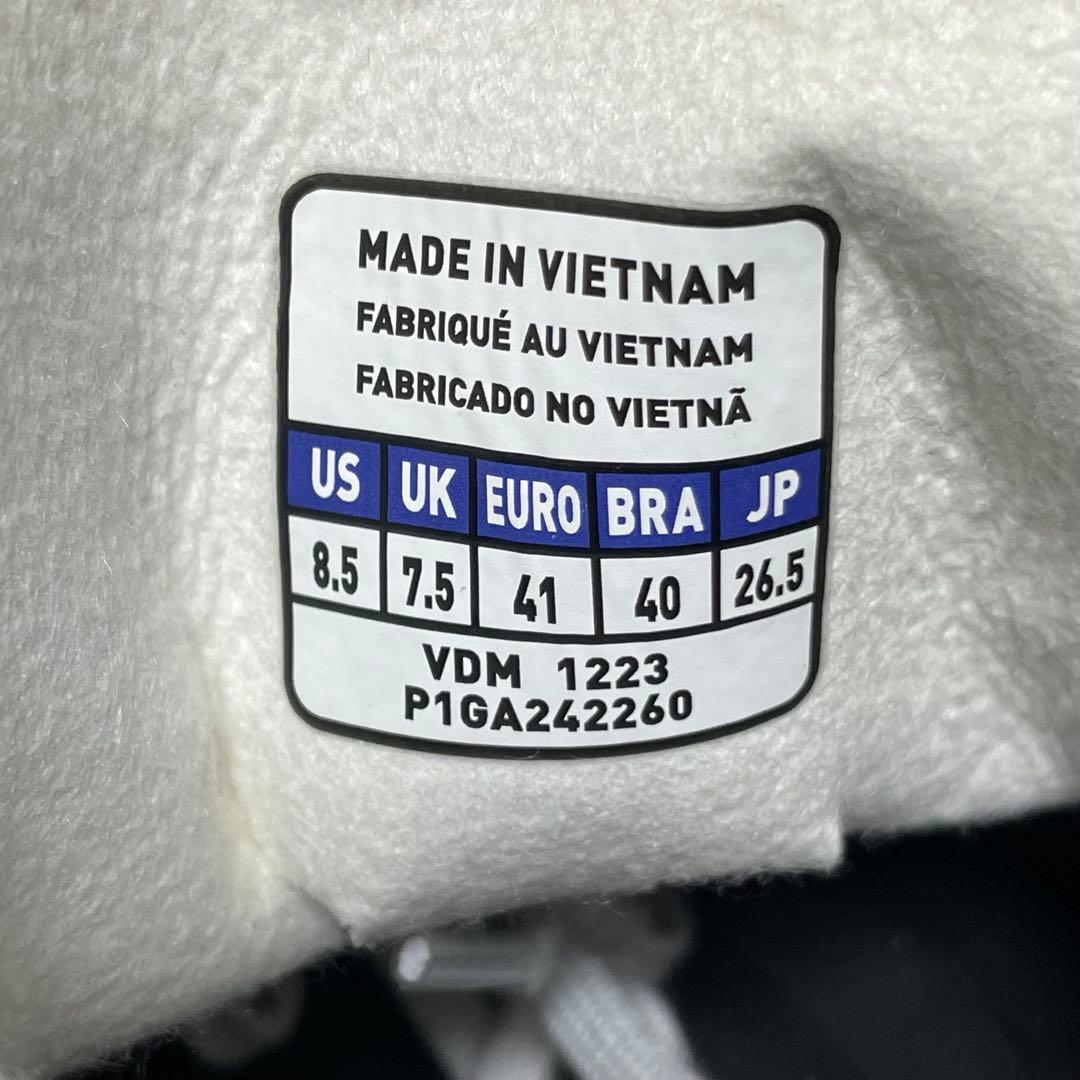 MADE IN VIETNAM
FABRIQUÉ AU VIETNAM
FABRICADO NO VIETNÃ
US UK EURO BRA JP
8.5 7.5 41 40 26.5
VDM 1223
P1GA242260